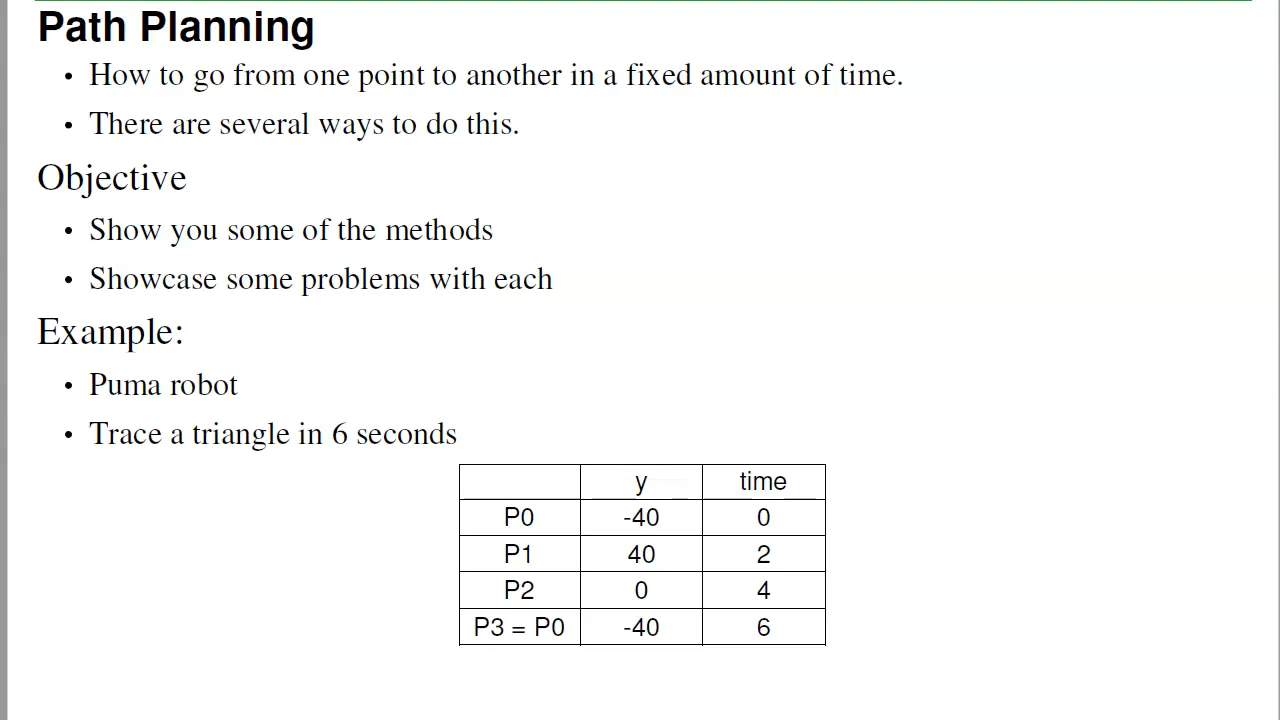 Path Planning
• How to go from one point to another in a fixed amount of time.
• There are several ways to do this.
Objective
• Show you some of the methods
• Showcase some problems with each
Example:
• Puma robot
• Trace a triangle in 6 seconds
y time
P0 -40 0
P1 40 2
P2 0 4
P3 = P0 -40 6